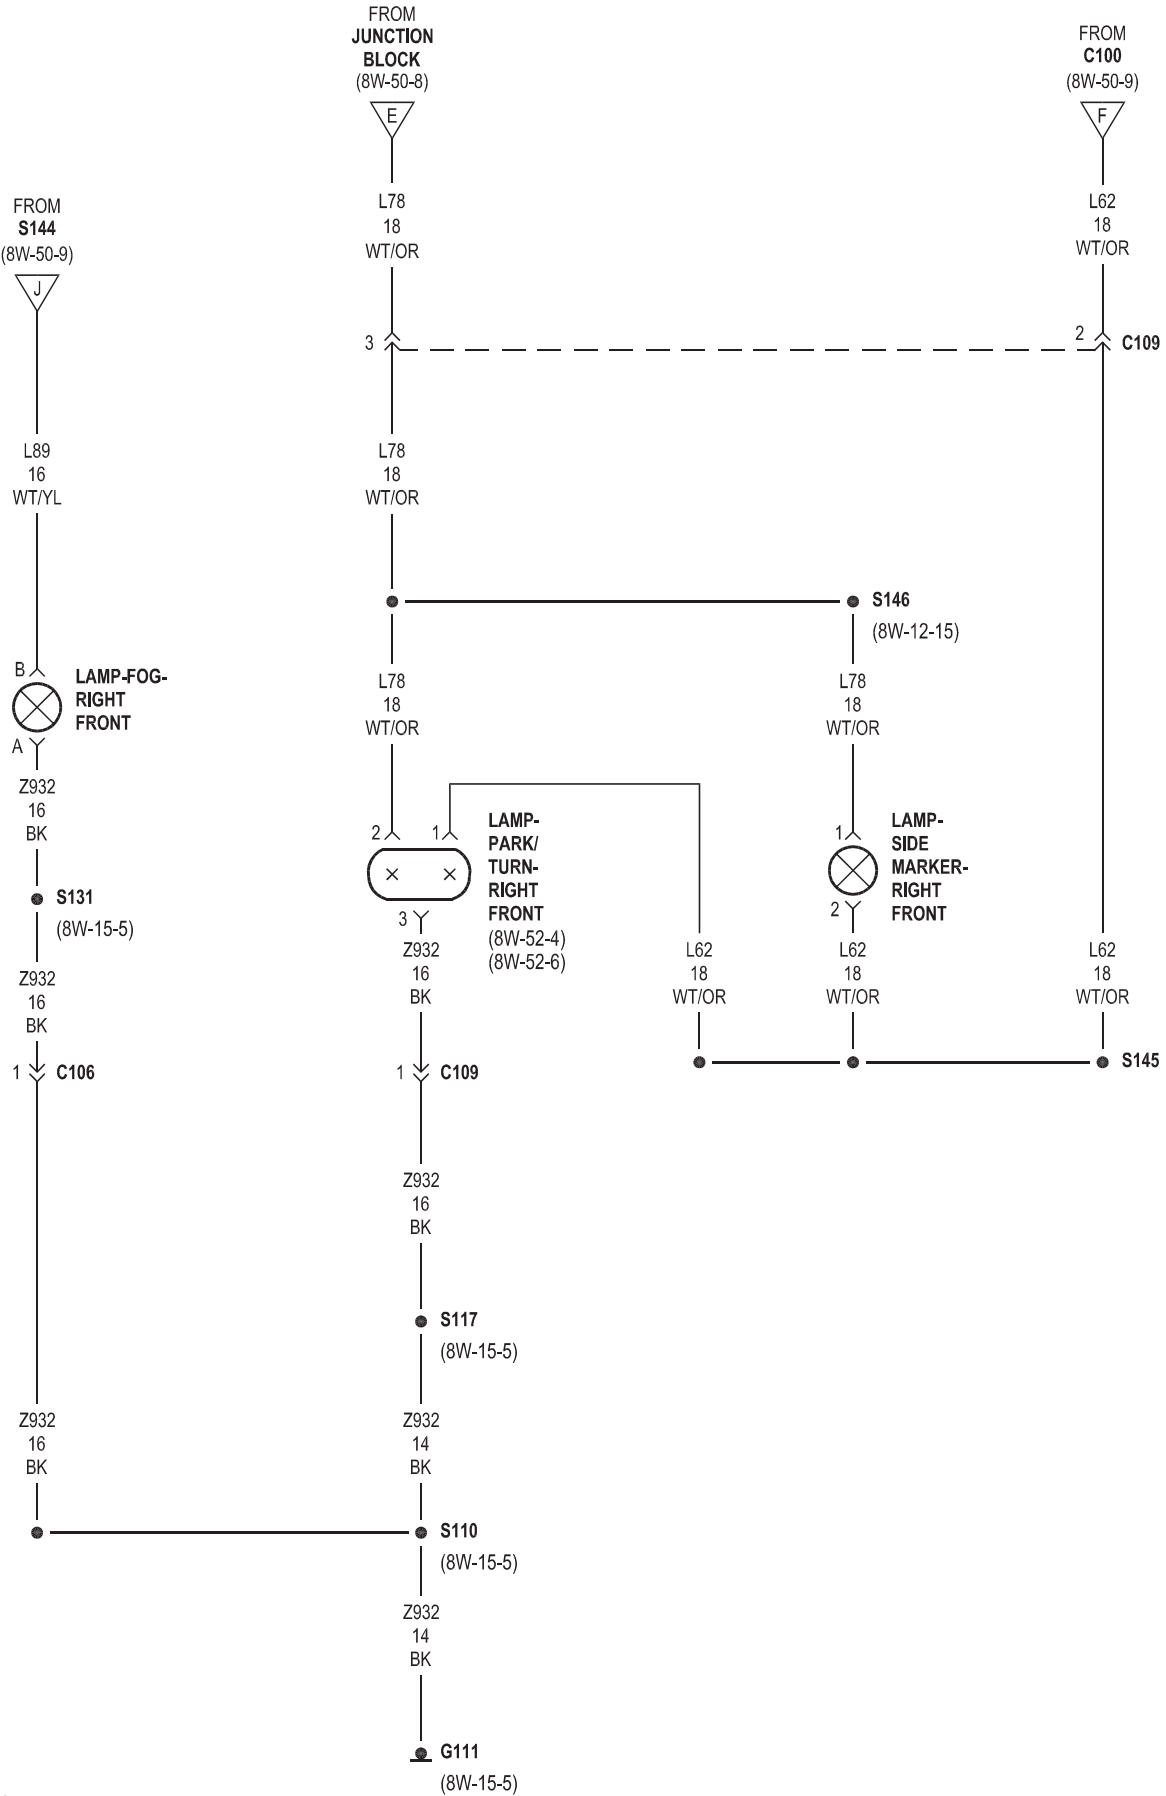 FROM
JUNCTION
BLOCK
(8W-50-8)
E
FROM
C100
(8W-50-9)
F
L78
18
WT/OR
L62
18
WT/OR
FROM
S144
(8W-50-9)
J
3
2
C109
L89
16
WT/YL
L78
18
WT/OR
S146
(8W-12-15)
B
LAMP-FOG-
RIGHT
FRONT
A
L78
18
WT/OR
L78
18
WT/OR
Z932
16
BK
2
1
LAMP-
PARK/
TURN-
RIGHT
FRONT
(8W-52-4)
(8W-52-6)
3
1
LAMP-
SIDE
MARKER-
RIGHT
FRONT
2
S131
(8W-15-5)
Z932
16
BK
Z932
16
BK
L62
18
WT/OR
L62
18
WT/OR
L62
18
WT/OR
S145
1
C106
1
C109
Z932
16
BK
S117
(8W-15-5)
Z932
16
BK
Z932
14
BK
S110
(8W-15-5)
Z932
14
BK
G111
(8W-15-5)